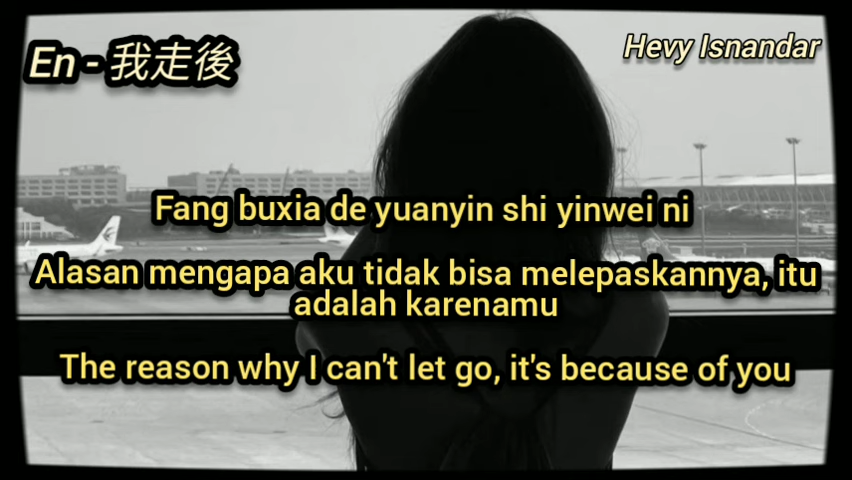 En - 我走後
Hevy Isnandar
Fang buxia de yuanyin shi yinwei ni
Alasan mengapa aku tidak bisa melepaskannya, itu
adalah karenamu
The reason why I can't let go, it's because of you